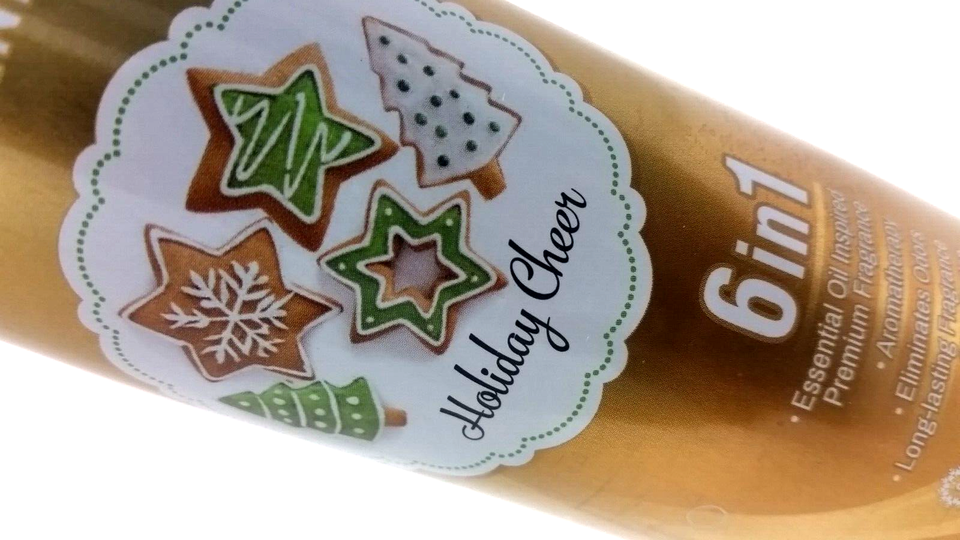 Holiday Cheer
6in1
• Essential Oil Inspired
Premium Fragrance
• Aromatherapy
• Eliminates Odors
• Long-lasting Fragrance